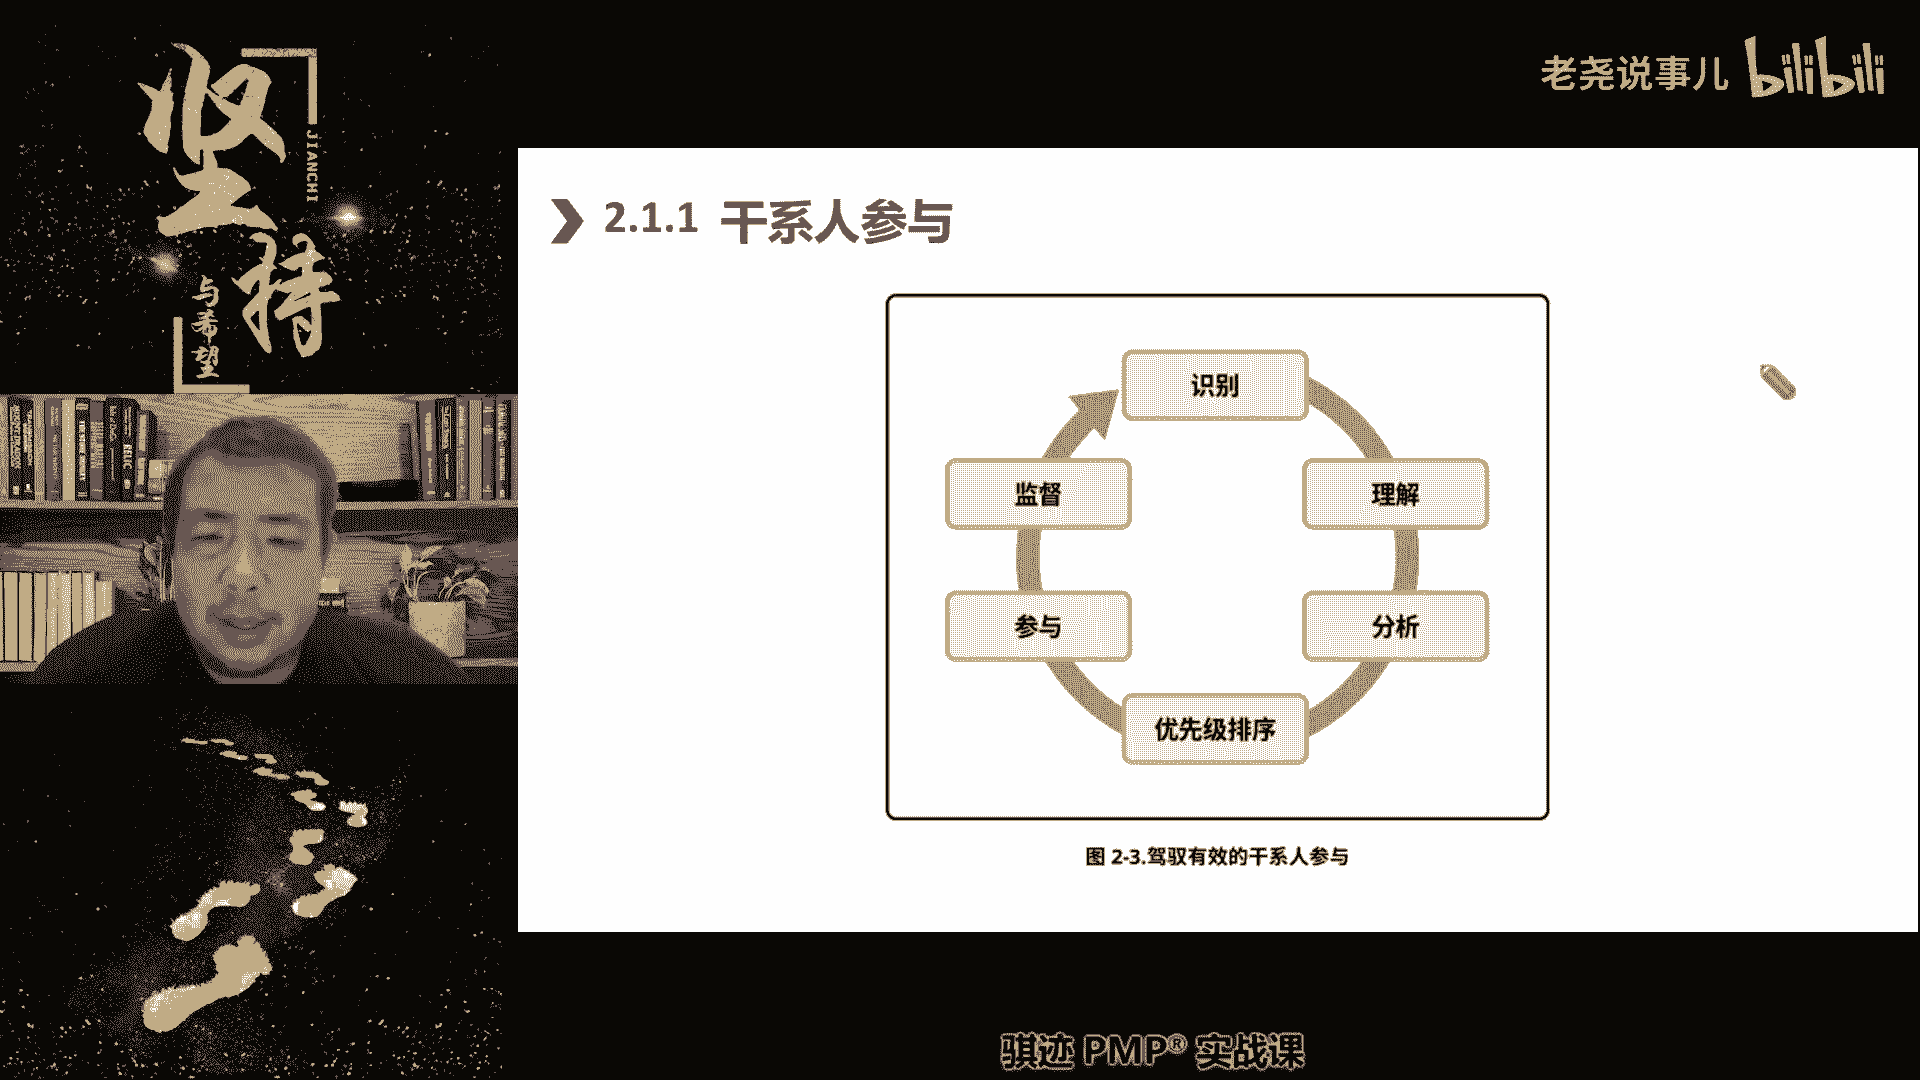 坚持
JIANCHI
与希望
老尧说事儿 bilibili
2.1.1 干系人参与
识别
理解
分析
优先级排序
参与
监督
图 2-3.驾驭有效的干系人参与
骐迹 PMP® 实战课